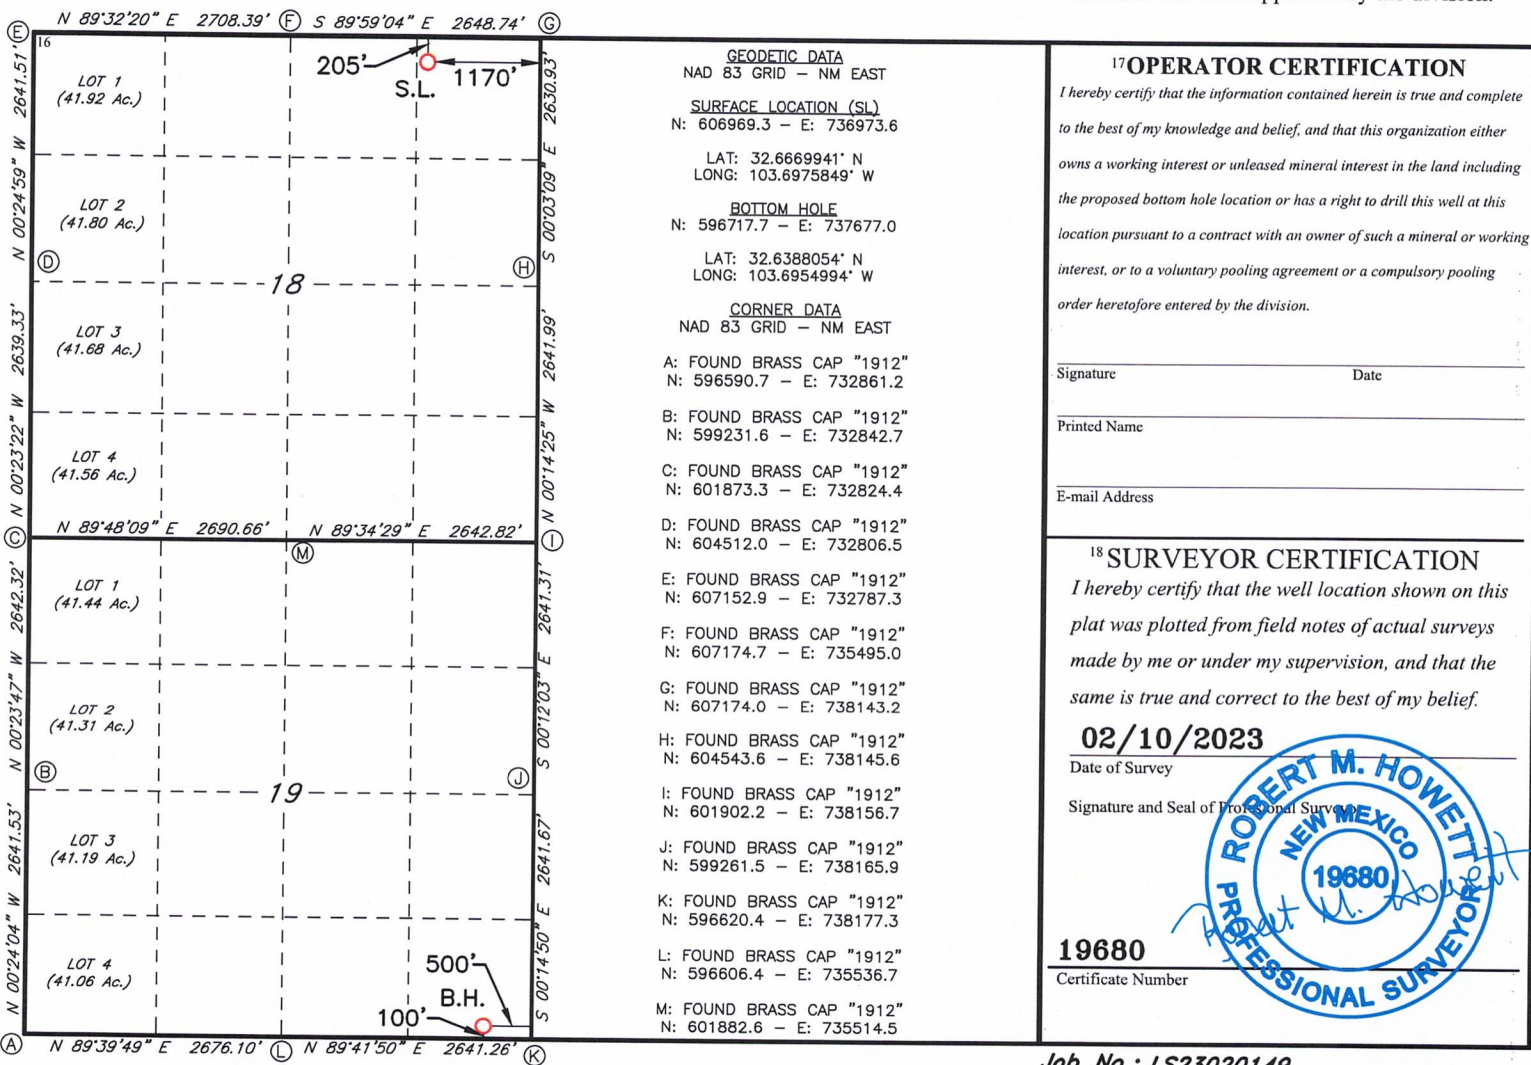 N 89°32'20" E 2708.39' F S 89°59'04" E 2648.74' G
E
16
205'
1170'
S.L.
LOT 1
(41.92 Ac.)
N 00°24'59" W 2641.51'
S 00°03'09" E 2630.93'
LOT 2
(41.80 Ac.)
D
H
18
LOT 3
(41.68 Ac.)
N 00°23'22" W 2639.33'
N 00°14'25" W 2641.99'
LOT 4
(41.56 Ac.)
N 89°48'09" E 2690.66' N 89°34'29" E 2642.82'
C
M
I
LOT 1
(41.44 Ac.)
N 00°23'47" W 2642.32'
S 00°12'03" E 2641.31'
LOT 2
(41.31 Ac.)
B
J
19
LOT 3
(41.19 Ac.)
N 00°24'04" W 2641.53'
S 00°14'50" E 2641.67'
LOT 4
(41.06 Ac.)
500'
B.H.
100'
A N 89°39'49" E 2676.10' L N 89°41'50" E 2641.26' K
GEODETIC DATA
NAD 83 GRID – NM EAST
SURFACE LOCATION (SL)
N: 606969.3 – E: 736973.6
LAT: 32.6669941° N
LONG: 103.6975849° W
BOTTOM HOLE
N: 596717.7 – E: 737677.0
LAT: 32.6388054° N
LONG: 103.6954994° W
CORNER DATA
NAD 83 GRID – NM EAST
A: FOUND BRASS CAP "1912"
N: 596590.7 – E: 732861.2
B: FOUND BRASS CAP "1912"
N: 599231.6 – E: 732842.7
C: FOUND BRASS CAP "1912"
N: 601873.3 – E: 732824.4
D: FOUND BRASS CAP "1912"
N: 604512.0 – E: 732806.5
E: FOUND BRASS CAP "1912"
N: 607152.9 – E: 732787.3
F: FOUND BRASS CAP "1912"
N: 607174.7 – E: 735495.0
G: FOUND BRASS CAP "1912"
N: 607174.0 – E: 738143.2
H: FOUND BRASS CAP "1912"
N: 604543.6 – E: 738145.6
I: FOUND BRASS CAP "1912"
N: 601902.2 – E: 738156.7
J: FOUND BRASS CAP "1912"
N: 599261.5 – E: 738165.9
K: FOUND BRASS CAP "1912"
N: 596620.4 – E: 738177.3
L: FOUND BRASS CAP "1912"
N: 596606.4 – E: 735536.7
M: FOUND BRASS CAP "1912"
N: 601882.6 – E: 735514.5
17 OPERATOR CERTIFICATION
I hereby certify that the information contained herein is true and complete
to the best of my knowledge and belief, and that this organization either
owns a working interest or unleased mineral interest in the land including
the proposed bottom hole location or has a right to drill this well at this
location pursuant to a contract with an owner of such a mineral or working
interest, or to a voluntary pooling agreement or a compulsory pooling
order heretofore entered by the division.
Signature Date
Printed Name
E-mail Address
18 SURVEYOR CERTIFICATION
I hereby certify that the well location shown on this
plat was plotted from field notes of actual surveys
made by me or under my supervision, and that the
same is true and correct to the best of my belief.
02/10/2023
Date of Survey
Signature and Seal of Professional Surveyor
ROBERT M. HOWETT
NEW MEXICO
19680
PROFESSIONAL SURVEYOR
Robert M. Howett
19680
Certificate Number
Job No.: LS23020149